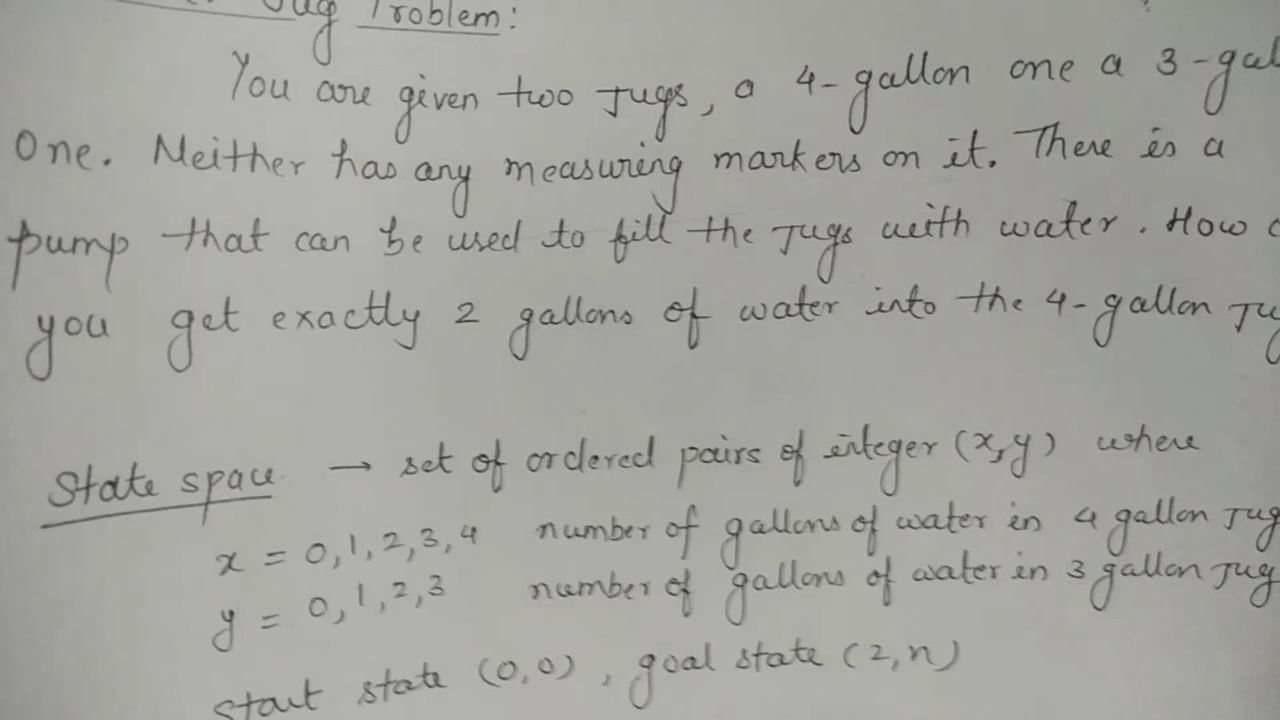 Jug Problem:
You are given two Jugs, a 4-gallon one a 3-gal
One. Neither has any measuring markers on it. There is a
pump that can be used to fill the Jugs with water. How
you get exactly 2 gallons of water into the 4-gallon
State space → set of ordered pairs of integer (x,y) where
x = 0,1,2,3,4 number of gallons of water in 4 gallon Jug
y = 0,1,2,3 number of gallons of water in 3 gallon Jug
start state (0,0), goal state (2,n)